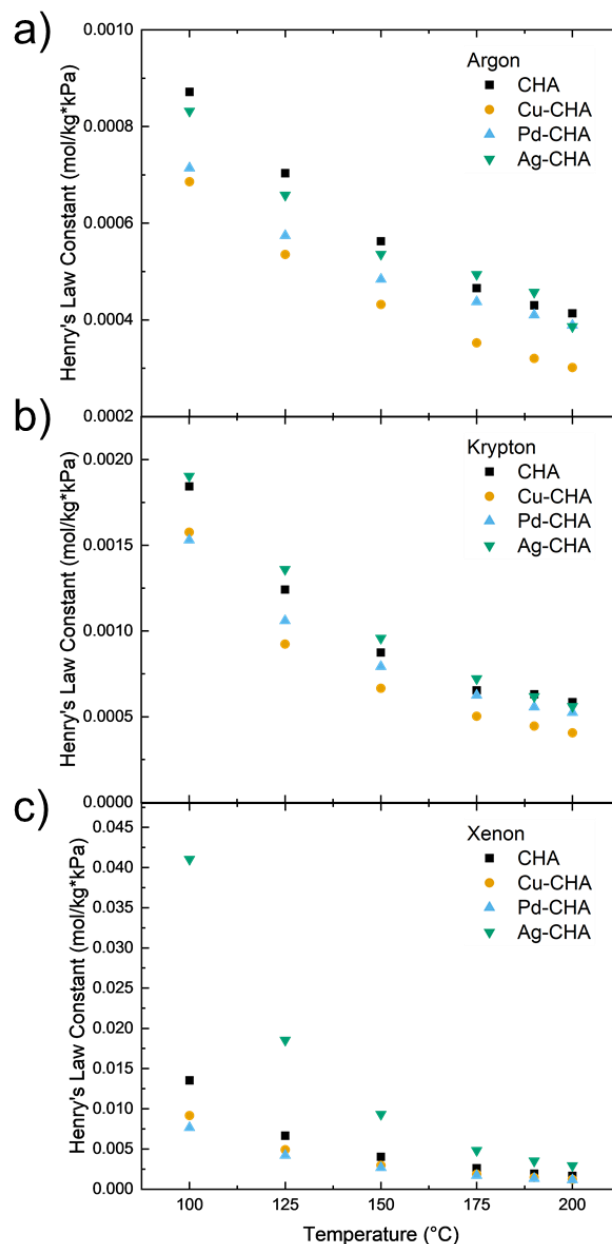 a)
0.0010
Argon
CHA
Cu-CHA
Pd-CHA
Ag-CHA
0.0008
0.0006
0.0004
Henry's Law Constant (mol/kg*kPa)
b)
0.0002
Krypton
CHA
Cu-CHA
Pd-CHA
Ag-CHA
0.0020
0.0015
0.0010
0.0005
0.0000
Henry's Law Constant (mol/kg*kPa)
c)
0.045
Xenon
CHA
Cu-CHA
Pd-CHA
Ag-CHA
0.040
0.035
0.030
0.025
0.020
0.015
0.010
0.005
0.000
Henry's Law Constant (mol/kg*kPa)
100 125 150 175 200
Temperature (°C)